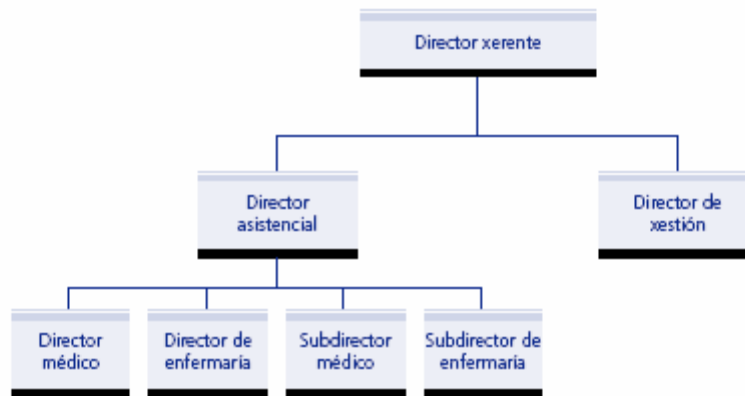 Director xerente
Director
asistencial
Director de
xestión
Director
médico
Director de
enfermaría
Subdirector
médico
Subdirector de
enfermaría